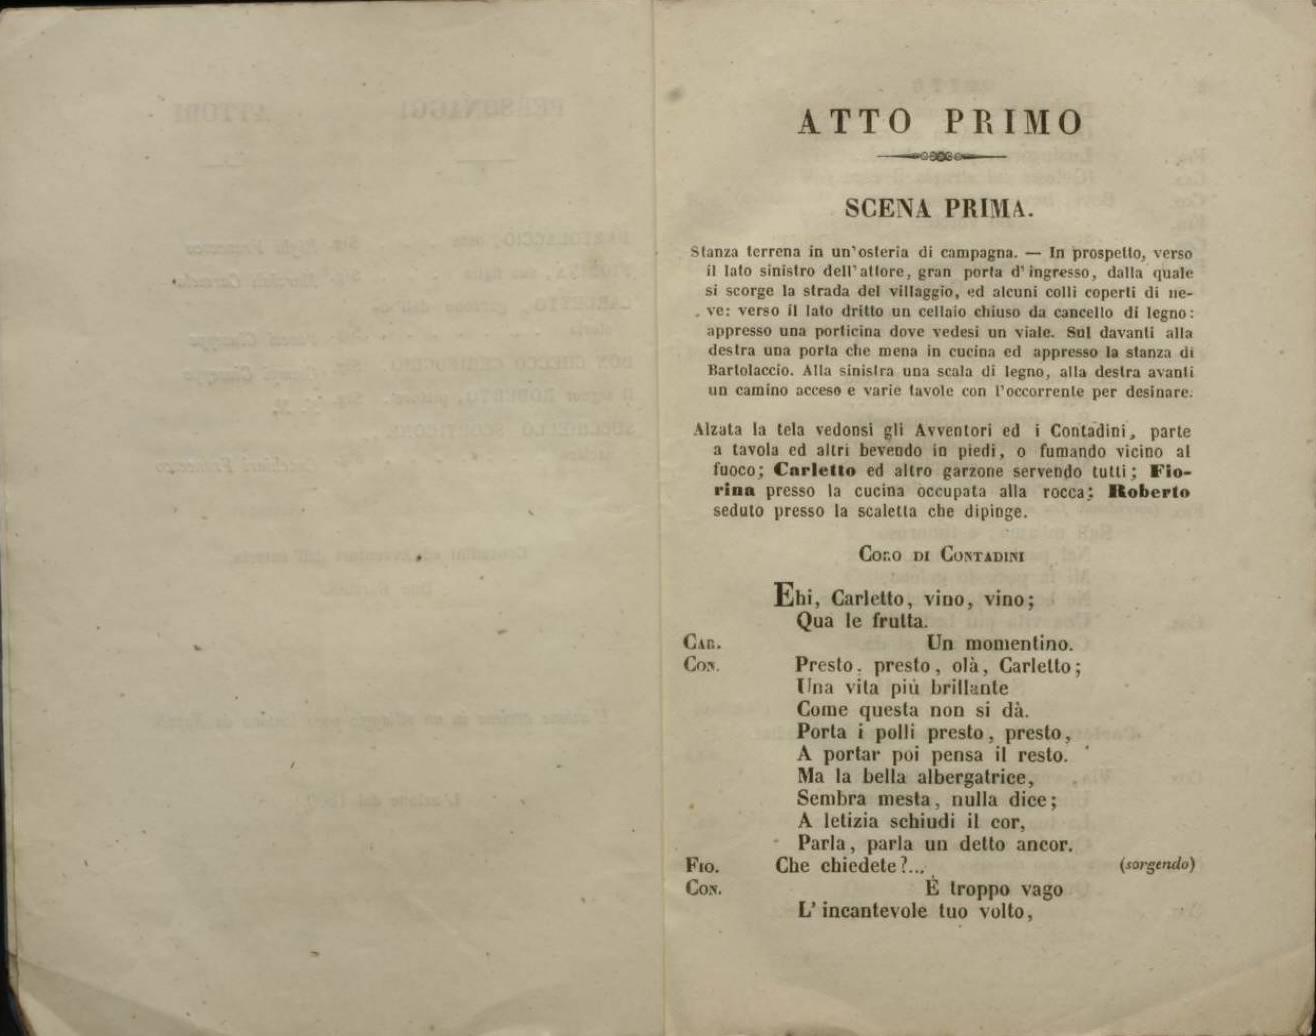 ATTO PRIMO
SCENA PRIMA.
Stanza terrena in un'osteria di campagna. — In prospetto, verso
il lato sinistro dell'attore, gran porta d'ingresso, dalla quale
si scorge la strada del villaggio, ed alcuni colli coperti di ne-
ve: verso il lato dritto un cellaio chiuso da cancello di legno:
appresso una porticina dove vedesi un viale. Sul davanti alla
destra una porta che mena in cucina ed appresso la stanza di
Bartolaccio. Alla sinistra una scala di legno, alla destra avanti
un camino acceso e varie tavole con l'occorrente per desinare.
Alzata la tela vedonsi gli Avventori ed i Contadini, parte
a tavola ed altri bevendo in piedi, o fumando vicino al
fuoco; Carletto ed altro garzone servendo tutti; Fio-
rina presso la cucina occupata alla rocca; Roberto
seduto presso la scaletta che dipinge.
CORO DI CONTADINI
Ehi, Carletto, vino, vino;
Qua le frutta.
CAR. Un momentino.
CON. Presto, presto, olà, Carletto;
Una vita più brillante
Come questa non si dà.
Porta i polli presto, presto,
A portar poi pensa il resto.
Ma la bella albergatrice,
Sembra mesta, nulla dice;
A letizia schiudi il cor,
Parla, parla un detto ancor.
FIO. Che chiedete?... (sorgendo)
CON. È troppo vago
L'incantevole tuo volto,